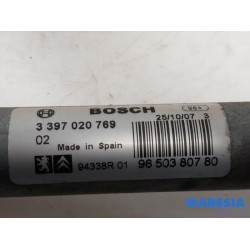 BOSCH
984
3 397 020 769
25/10/07 3
02
Made in Spain
94338R 01
96 503 807 80
MARESIA